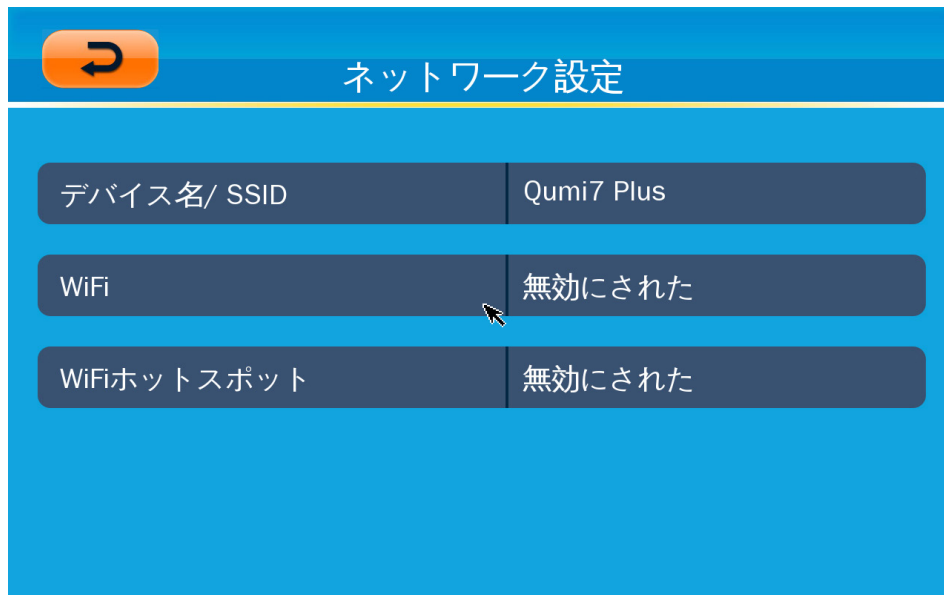 ネットワーク設定
デバイス名/ SSID
Qumi7 Plus
WiFi
無効にされた
WiFiホットスポット
無効にされた